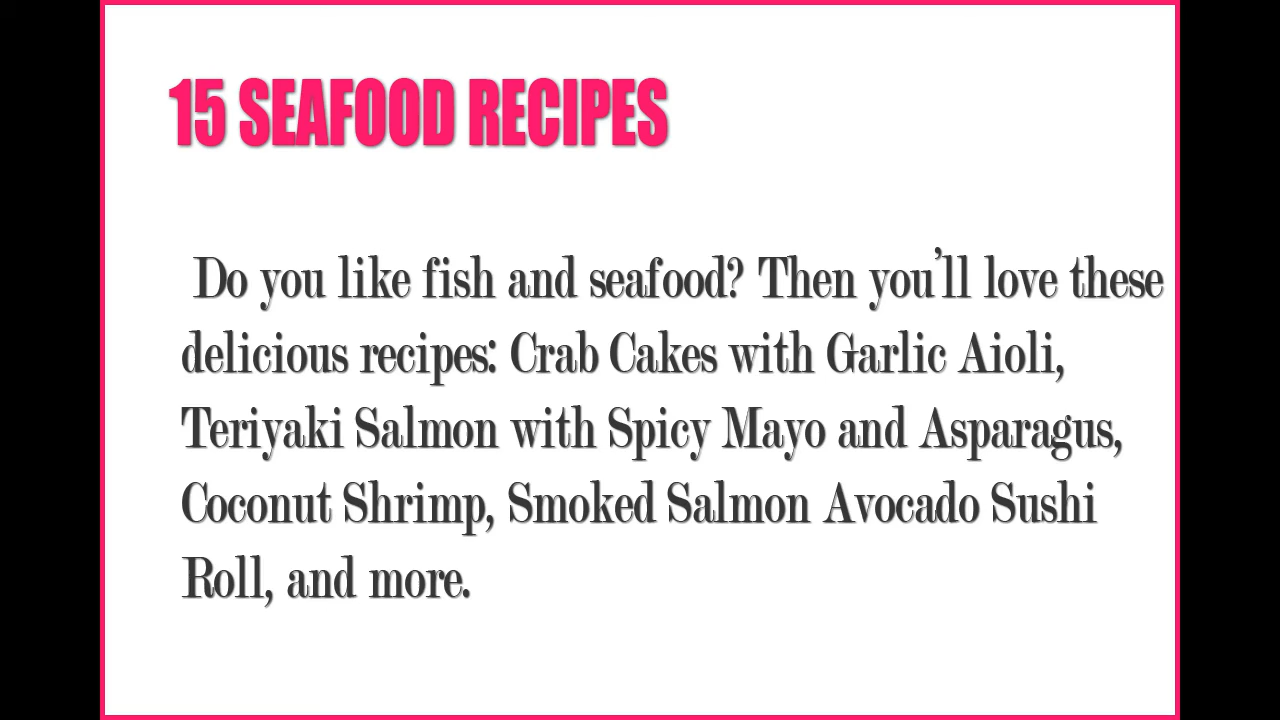 15 SEAFOOD RECIPES
Do you like fish and seafood? Then you’ll love these
delicious recipes: Crab Cakes with Garlic Aioli,
Teriyaki Salmon with Spicy Mayo and Asparagus,
Coconut Shrimp, Smoked Salmon Avocado Sushi
Roll, and more.